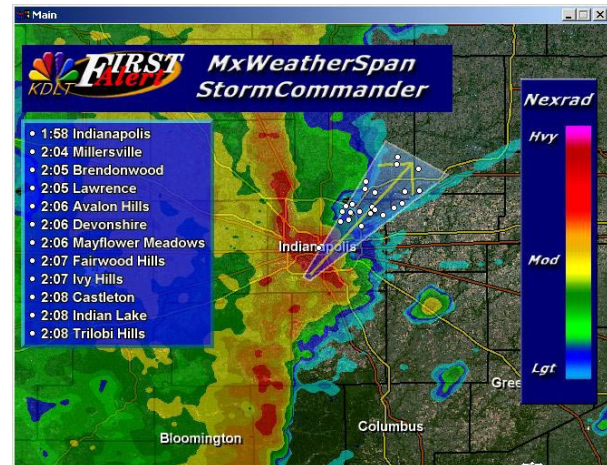 Main
KDLT
FIRST
Alert
MxWeatherSpan
StormCommander
Nexrad
Hvy
Mod
Lgt
1:58 Indianapolis
2:04 Millersville
2:05 Brendonwood
2:05 Lawrence
2:06 Avalon Hills
2:06 Devonshire
2:06 Mayflower Meadows
2:07 Fairwood Hills
2:07 Ivy Hills
2:08 Castleton
2:08 Indian Lake
2:08 Trilobi Hills
Indianapolis
Gree
Columbus
Bloomington